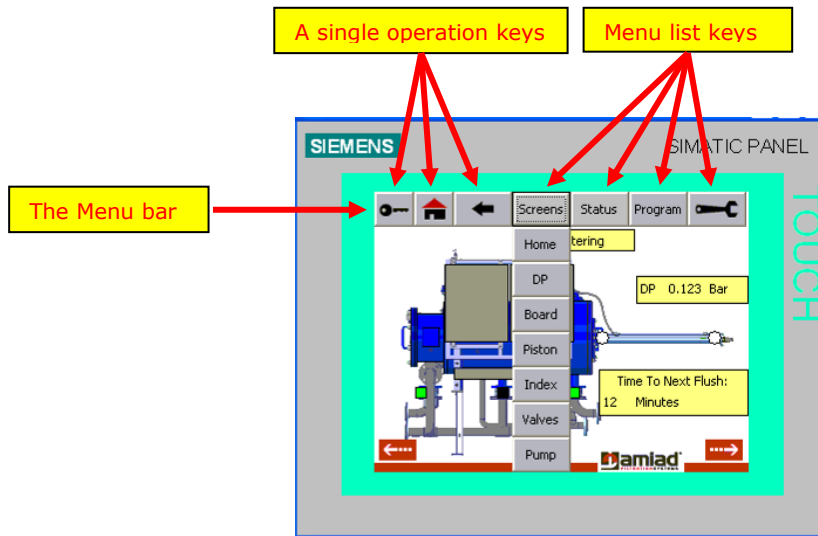 A single operation keys
Menu list keys
SIEMENS
SIMATIC PANEL
The Menu bar
Screens
Status
Program
TOUCH
Home
tering
DP
DP 0.123 Bar
Board
Piston
Index
Time To Next Flush:
12 Minutes
Valves
Pump
amiad